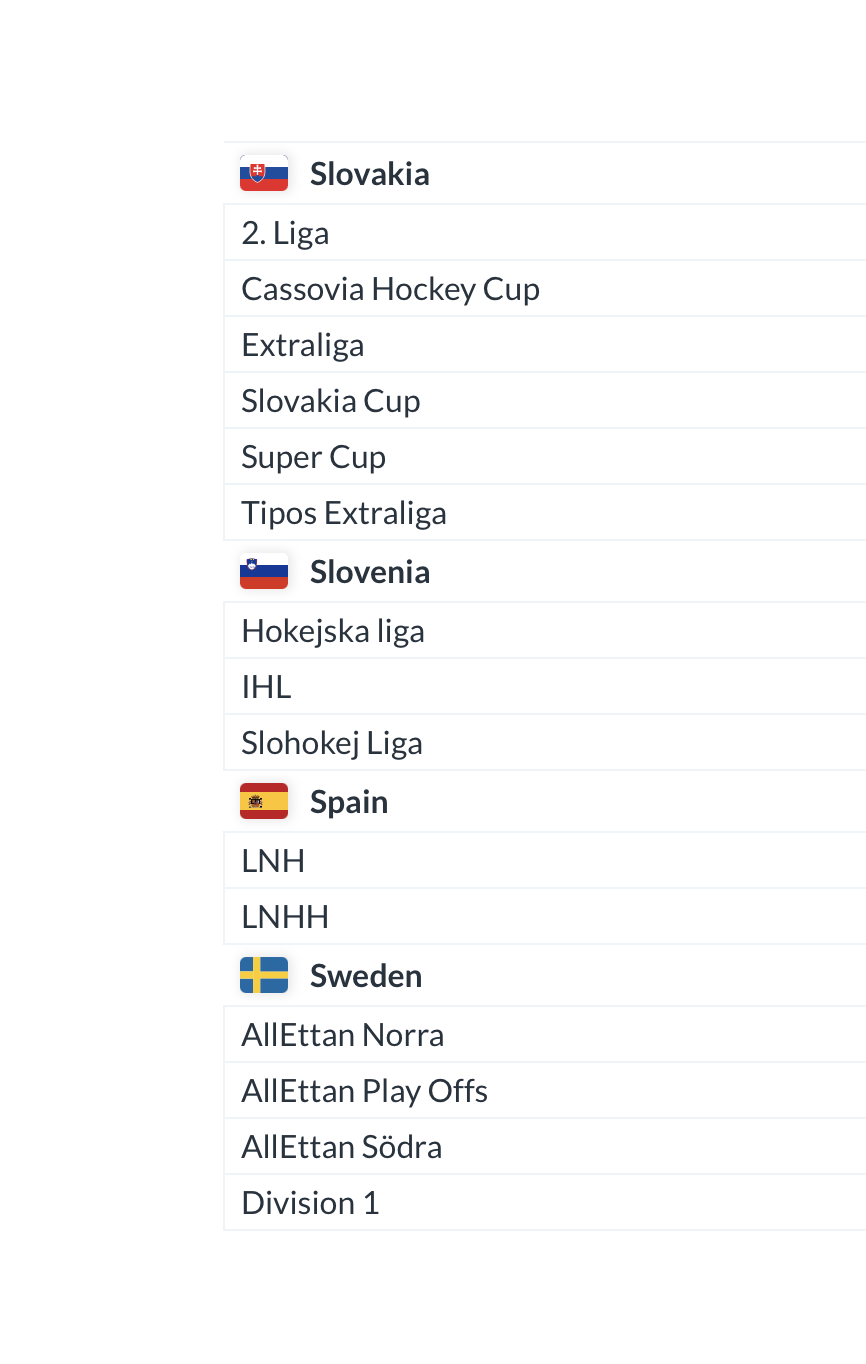 Slovakia
2. Liga
Cassovia Hockey Cup
Extraliga
Slovakia Cup
Super Cup
Tipos Extraliga
Slovenia
Hokejska liga
IHL
Slohokej Liga
Spain
LNH
LNHH
Sweden
AllEttan Norra
AllEttan Play Offs
AllEttan Södra
Division 1